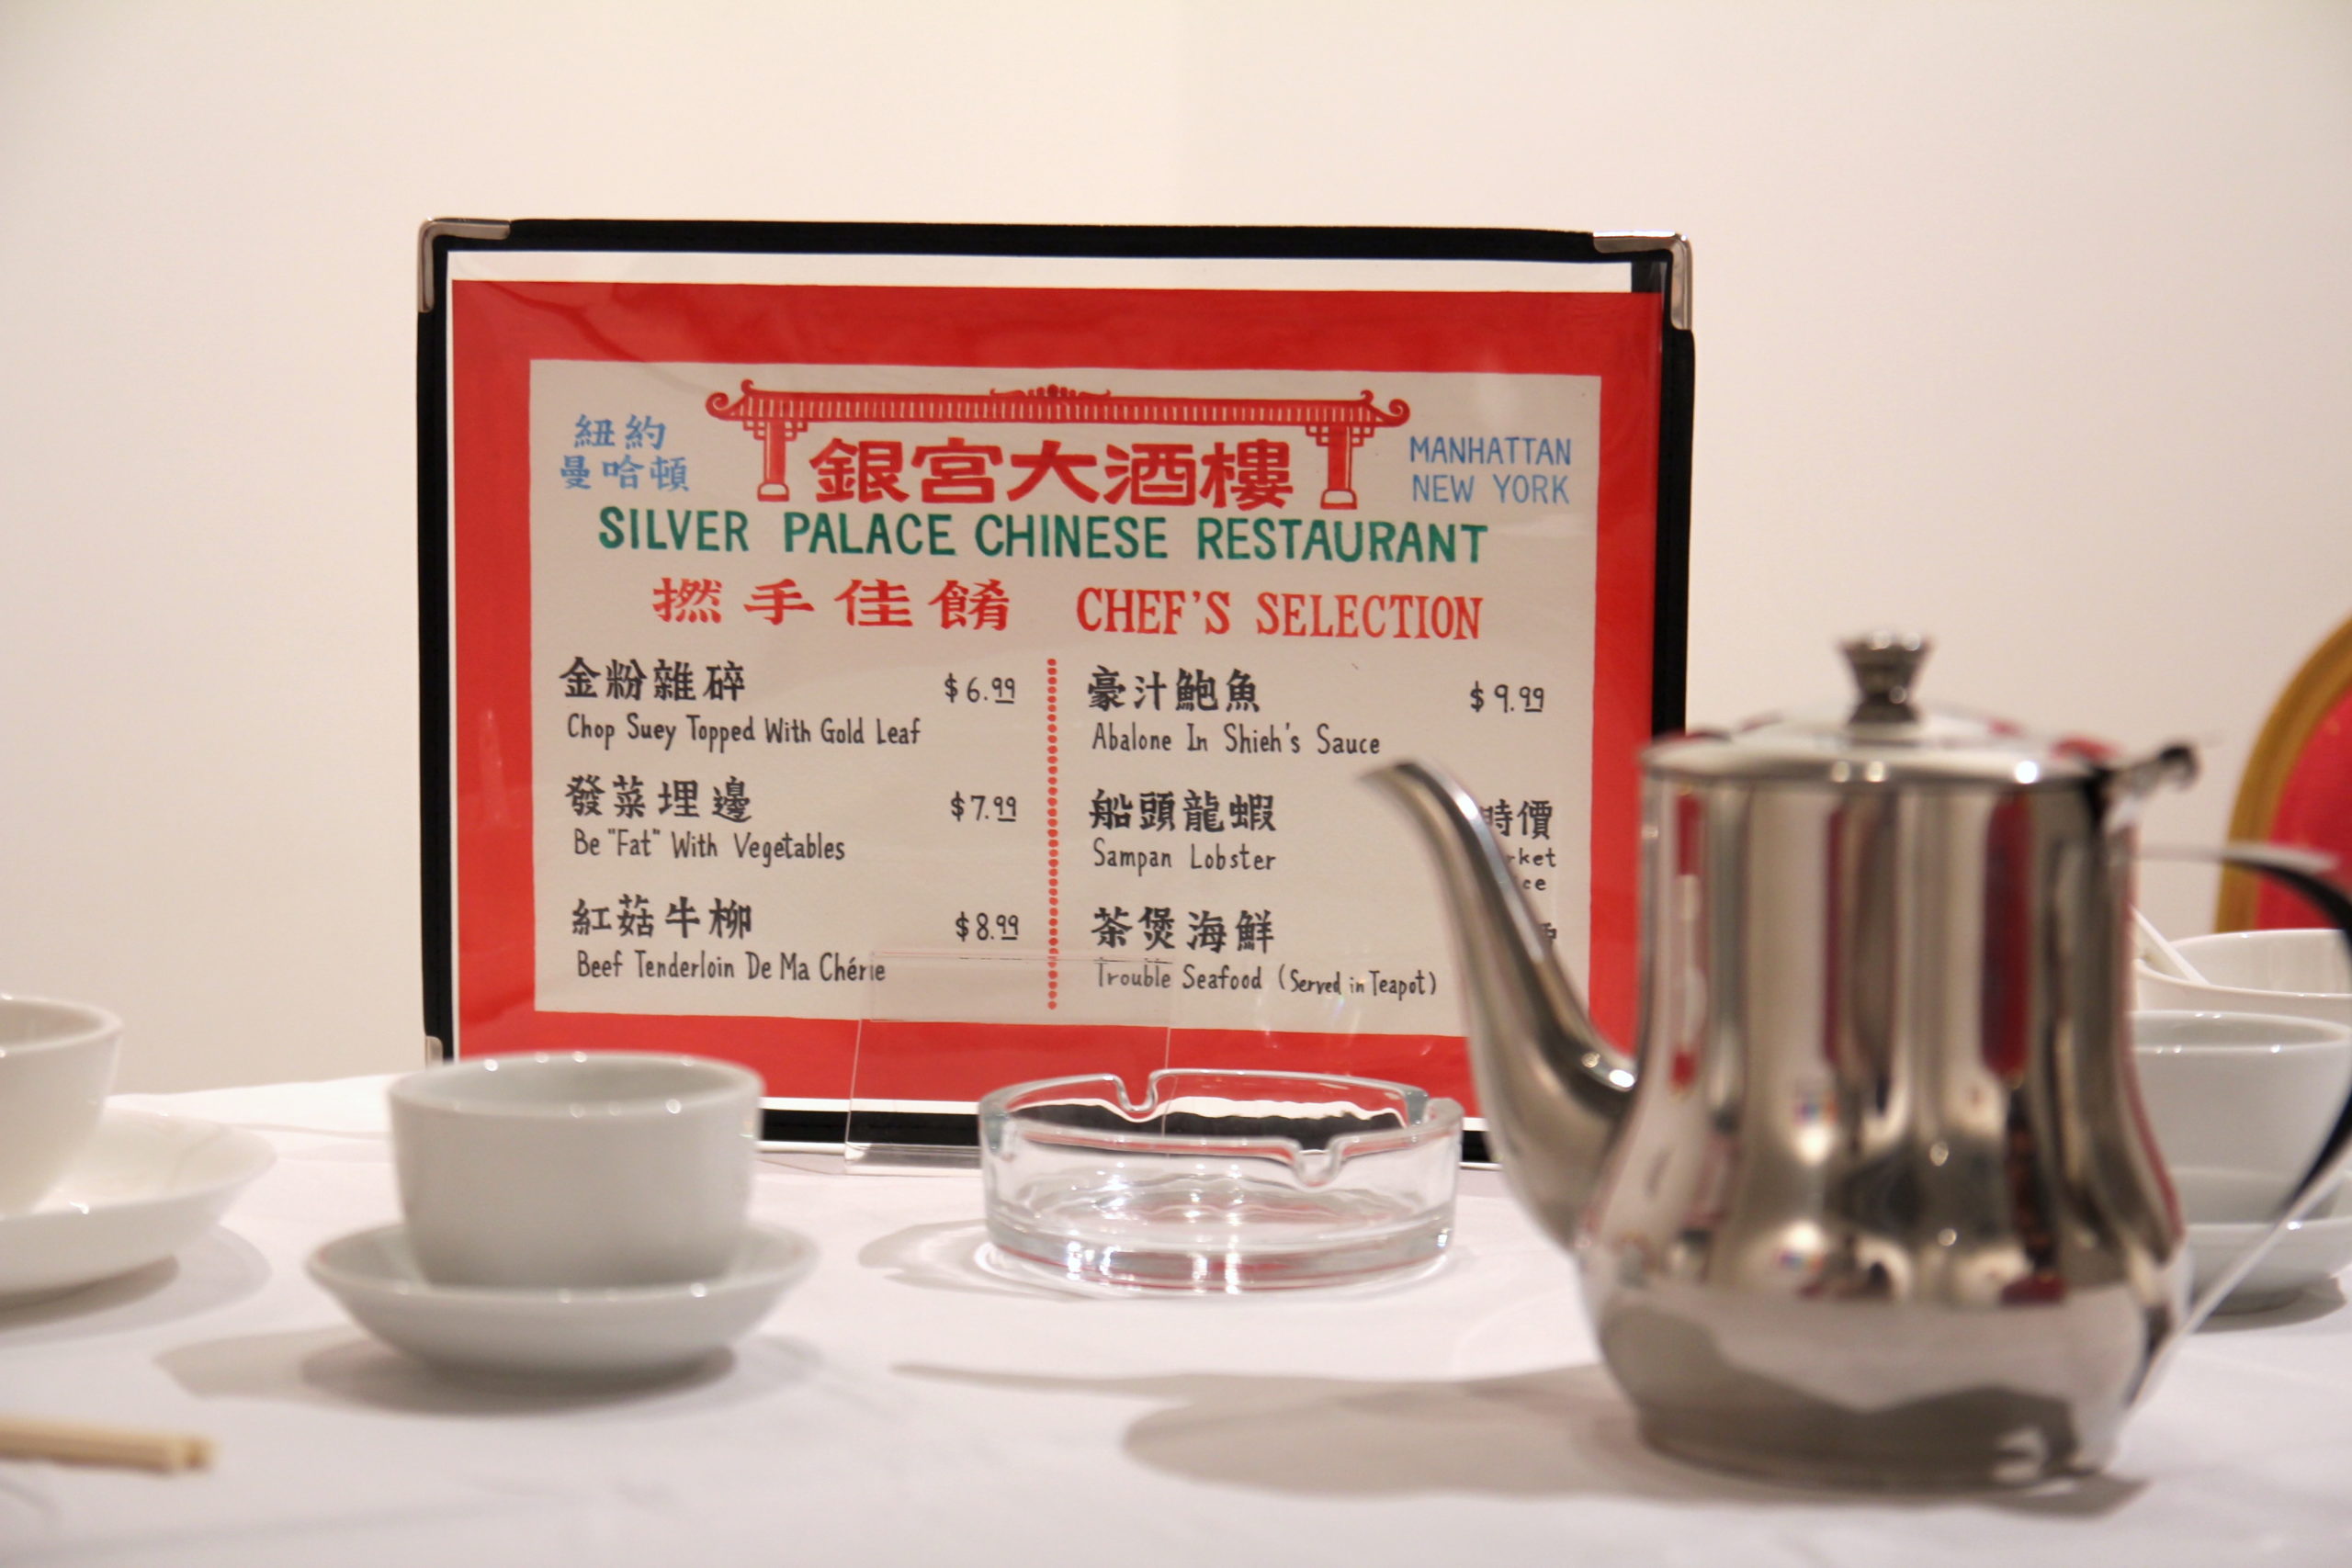 紐約
曼哈頓
銀宮大酒樓
MANHATTAN
NEW YORK
SILVER PALACE CHINESE RESTAURANT
撚手佳餚 CHEF'S SELECTION
金粉雜碎 $6.99
Chop Suey Topped With Gold Leaf
發菜埋邊 $7.99
Be "Fat" With Vegetables
紅菇牛柳 $8.99
Beef Tenderloin De Ma Chérie
豪汁鮑魚 $9.99
Abalone In Shieh's Sauce
船頭龍蝦 時價
Sampan Lobster
茶煲海鮮
Trouble Seafood (Served in Teapot)